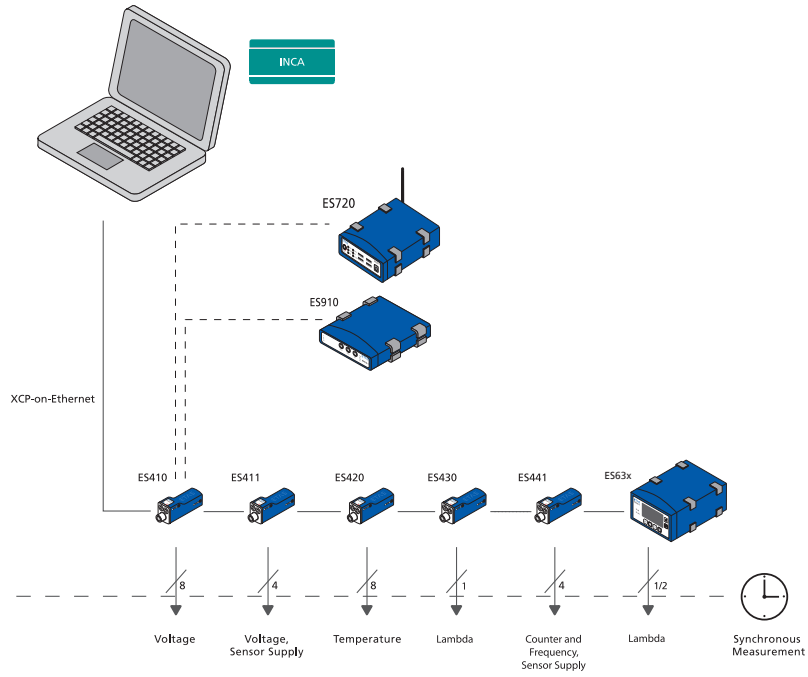 INCA
ES720
ES910
XCP-on-Ethernet
ES410
ES411
ES420
ES430
ES441
ES63x
8
4
8
1
4
1/2
Voltage
Voltage,
Sensor Supply
Temperature
Lambda
Counter and
Frequency,
Sensor Supply
Lambda
Synchronous
Measurement